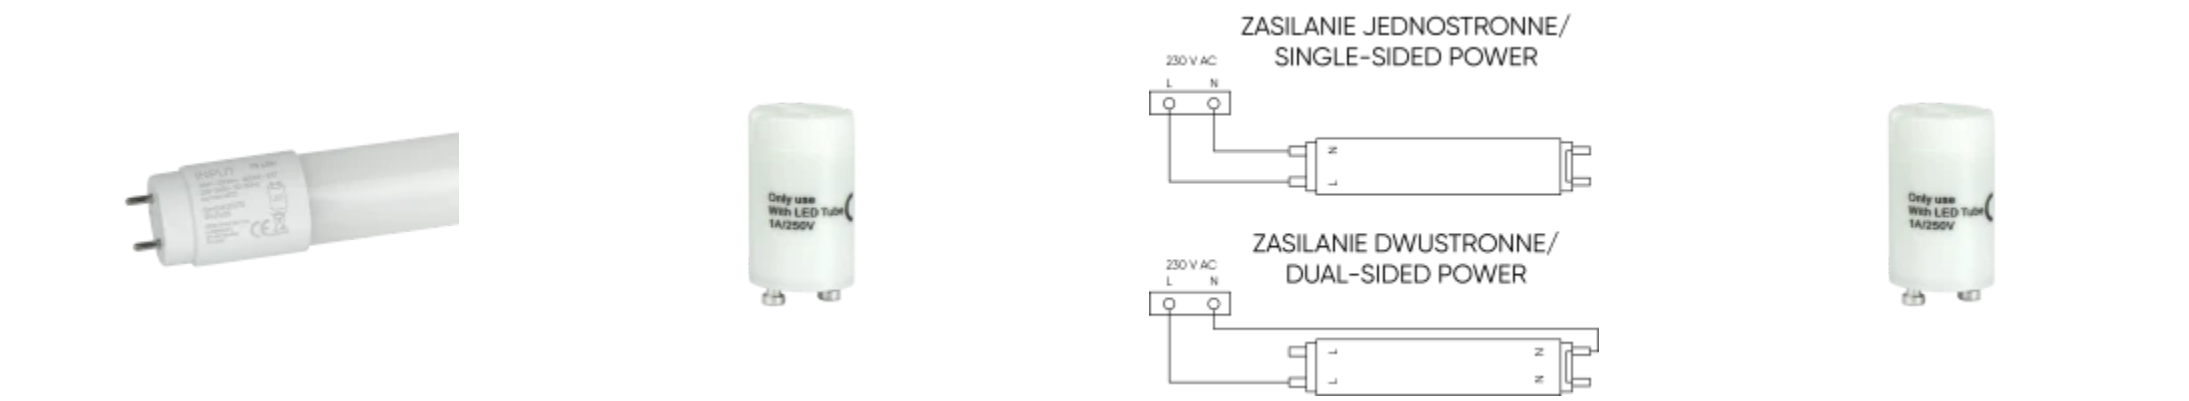 INPUT
Only use
With LED Tube
1A/250V
ZASILANIE JEDNOSTRONNE/
SINGLE-SIDED POWER
230 V AC
L N
N
L
ZASILANIE DWUSTRONNE/
DUAL-SIDED POWER
230 V AC
L N
L N
L N
Only use
With LED Tube
1A/250V